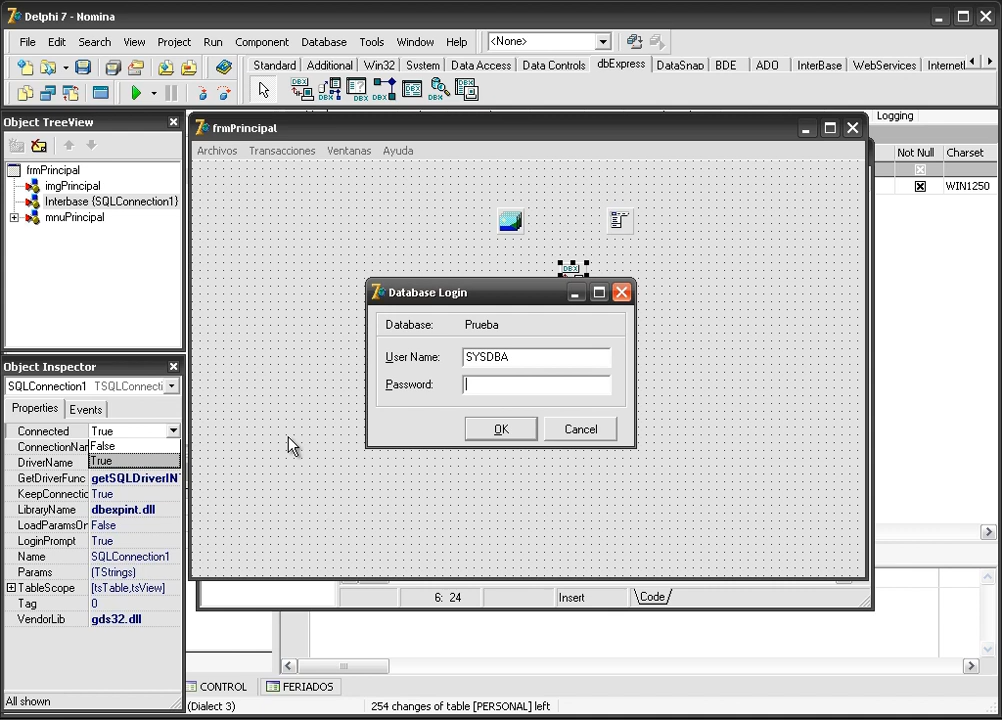 Delphi 7 - Nomina
File Edit Search View Project Run Component Database Tools Window Help <None>
Standard Additional Win32 System Data Access Data Controls dbExpress DataSnap BDE ADO InterBase WebServices InternetE
Object TreeView
frmPrincipal
imgPrincipal
Interbase {SQLConnection1}
mnuPrincipal
frmPrincipal
Archivos Transacciones Ventanas Ayuda
Logging
Not Null Charset
WIN1250
DBX
Database Login
Database: Prueba
User Name: SYSDBA
Password:
OK Cancel
Object Inspector
SQLConnection1 TSQLConnecti
Properties Events
Connected True
False
True
ConnectionNar
DriverName
GetDriverFunc getSQLDriverIN
KeepConnectic True
LibraryName dbexpint.dll
LoadParamsOr False
LoginPrompt True
Name SQLConnection1
Params (TStrings)
TableScope [tsTable,tsView]
Tag 0
VendorLib gds32.dll
All shown
6: 24 Insert Code
CONTROL FERIADOS
(Dialect 3) 254 changes of table [PERSONAL] left